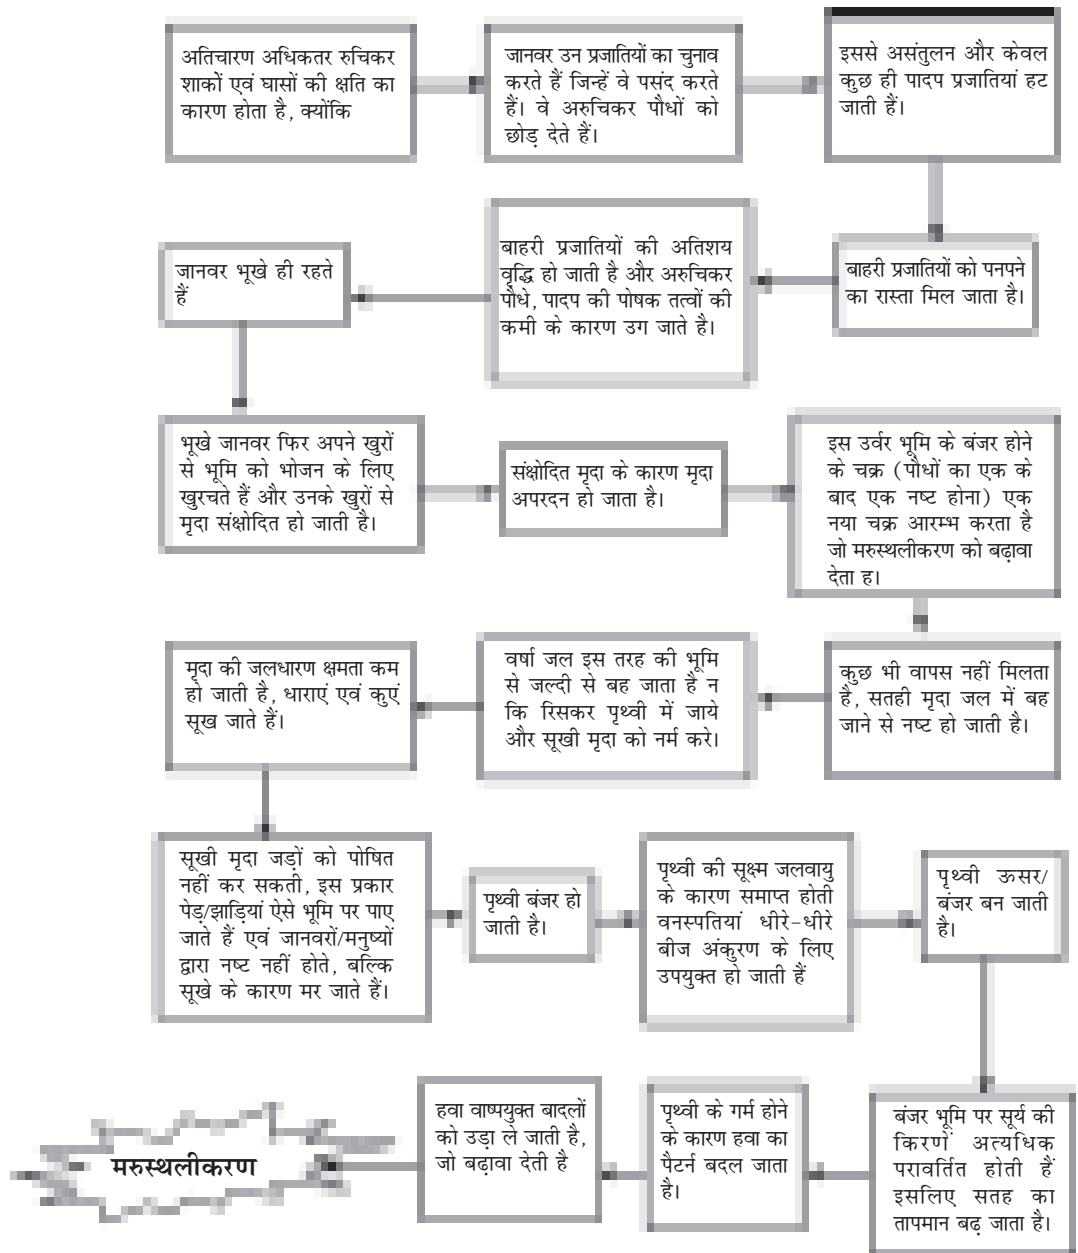 अतिचारण अधिकतर रुचिकर
शाकों एवं घासों की क्षति का
कारण होता है, क्योंकि
जानवर उन प्रजातियों का चुनाव
करते हैं जिन्हें वे पसंद करते
हैं। वे अरुचिकर पौधों को
छोड़ देते हैं।
इससे असंतुलन और केवल
कुछ ही पादप प्रजातियां हट
जाती हैं।
बाहरी प्रजातियों को पनपने
का रास्ता मिल जाता है।
बाहरी प्रजातियों की अतिशय
वृद्धि हो जाती है और अरुचिकर
पौधे, पादप की पोषक तत्वों की
कमी के कारण उग जाते है।
जानवर भूखे ही रहते
हैं
भूखे जानवर फिर अपने खुरों
से भूमि को भोजन के लिए
खुरचते हैं और उनके खुरों से
मृदा संक्षोदित हो जाती है।
संक्षोदित मृदा के कारण मृदा
अपरदन हो जाता है।
इस उर्वर भूमि के बंजर होने
के चक्र (पौधों का एक के
बाद एक नष्ट होना) एक
नया चक्र आरम्भ करता है
जो मरुस्थलीकरण को बढ़ावा
देता ह।
कुछ भी वापस नहीं मिलता
है, सतही मृदा जल में बह
जाने से नष्ट हो जाती है।
वर्षा जल इस तरह की भूमि
से जल्दी से बह जाता है न
कि रिसकर पृथ्वी में जाये
और सूखी मृदा को नर्म करे।
मृदा की जलधारण क्षमता कम
हो जाती है, धाराएं एवं कुएं
सूख जाते हैं।
सूखी मृदा जड़ों को पोषित
नहीं कर सकती, इस प्रकार
पेड़/झाड़ियां ऐसे भूमि पर पाए
जाते हैं एवं जानवरों/मनुष्यों
द्वारा नष्ट नहीं होते, बल्कि
सूखे के कारण मर जाते हैं।
पृथ्वी बंजर हो
जाती है।
पृथ्वी की सूक्ष्म जलवायु
के कारण समाप्त होती
वनस्पतियां धीरे-धीरे
बीज अंकुरण के लिए
उपयुक्त हो जाती हैं
पृथ्वी ऊसर/
बंजर बन जाती
है।
बंजर भूमि पर सूर्य की
किरणें अत्यधिक
परावर्तित होती हैं
इसलिए सतह का
तापमान बढ़ जाता है।
पृथ्वी के गर्म होने
के कारण हवा का
पैटर्न बदल जाता
है।
हवा वाष्पयुक्त बादलों
को उड़ा ले जाती है,
जो बढ़ावा देती है
मरुस्थलीकरण